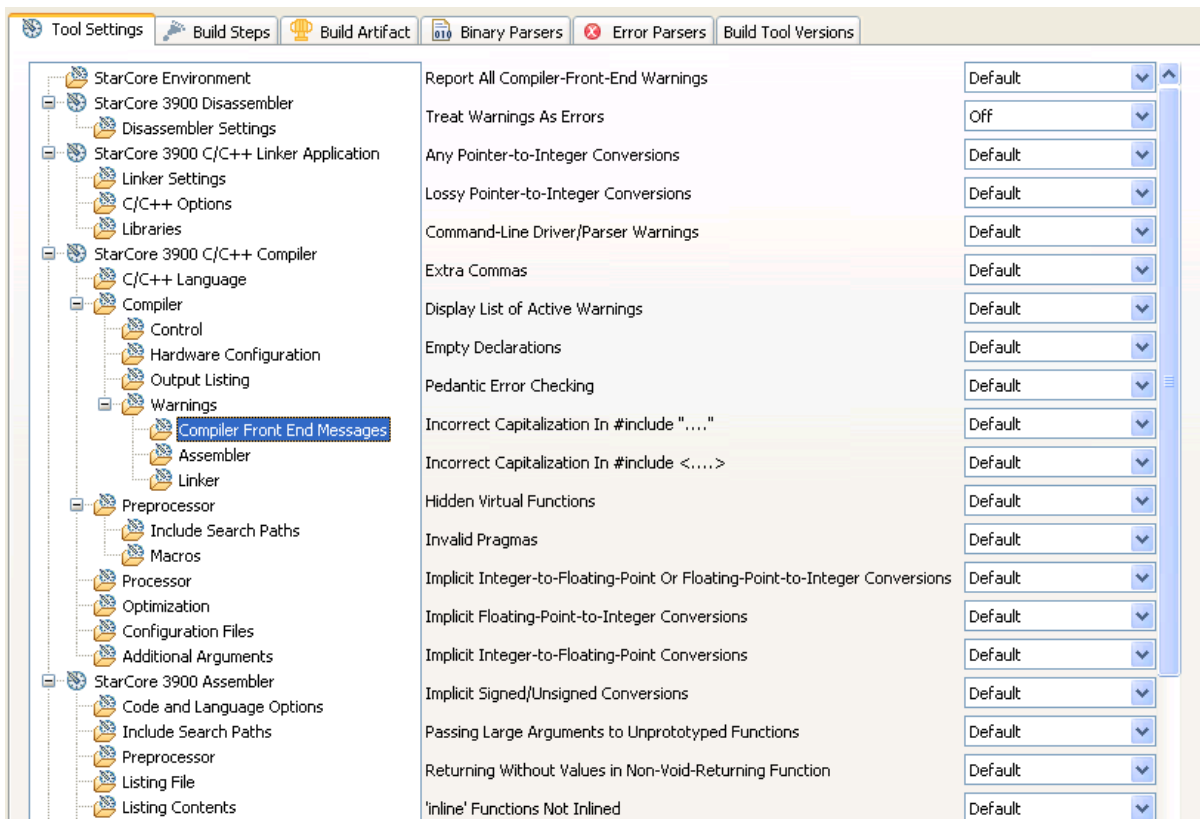 Tool Settings
Build Steps
Build Artifact
Binary Parsers
Error Parsers
Build Tool Versions
StarCore Environment
StarCore 3900 Disassembler
Disassembler Settings
StarCore 3900 C/C++ Linker Application
Linker Settings
C/C++ Options
Libraries
StarCore 3900 C/C++ Compiler
C/C++ Language
Compiler
Control
Hardware Configuration
Output Listing
Warnings
Compiler Front End Messages
Assembler
Linker
Preprocessor
Include Search Paths
Macros
Processor
Optimization
Configuration Files
Additional Arguments
StarCore 3900 Assembler
Code and Language Options
Include Search Paths
Preprocessor
Listing File
Listing Contents
Report All Compiler-Front-End Warnings Default
Treat Warnings As Errors Off
Any Pointer-to-Integer Conversions Default
Lossy Pointer-to-Integer Conversions Default
Command-Line Driver/Parser Warnings Default
Extra Commas Default
Display List of Active Warnings Default
Empty Declarations Default
Pedantic Error Checking Default
Incorrect Capitalization In #include "...." Default
Incorrect Capitalization In #include <....> Default
Hidden Virtual Functions Default
Invalid Pragmas Default
Implicit Integer-to-Floating-Point Or Floating-Point-to-Integer Conversions Default
Implicit Floating-Point-to-Integer Conversions Default
Implicit Integer-to-Floating-Point Conversions Default
Implicit Signed/Unsigned Conversions Default
Passing Large Arguments to Unprototyped Functions Default
Returning Without Values in Non-Void-Returning Function Default
'inline' Functions Not Inlined Default